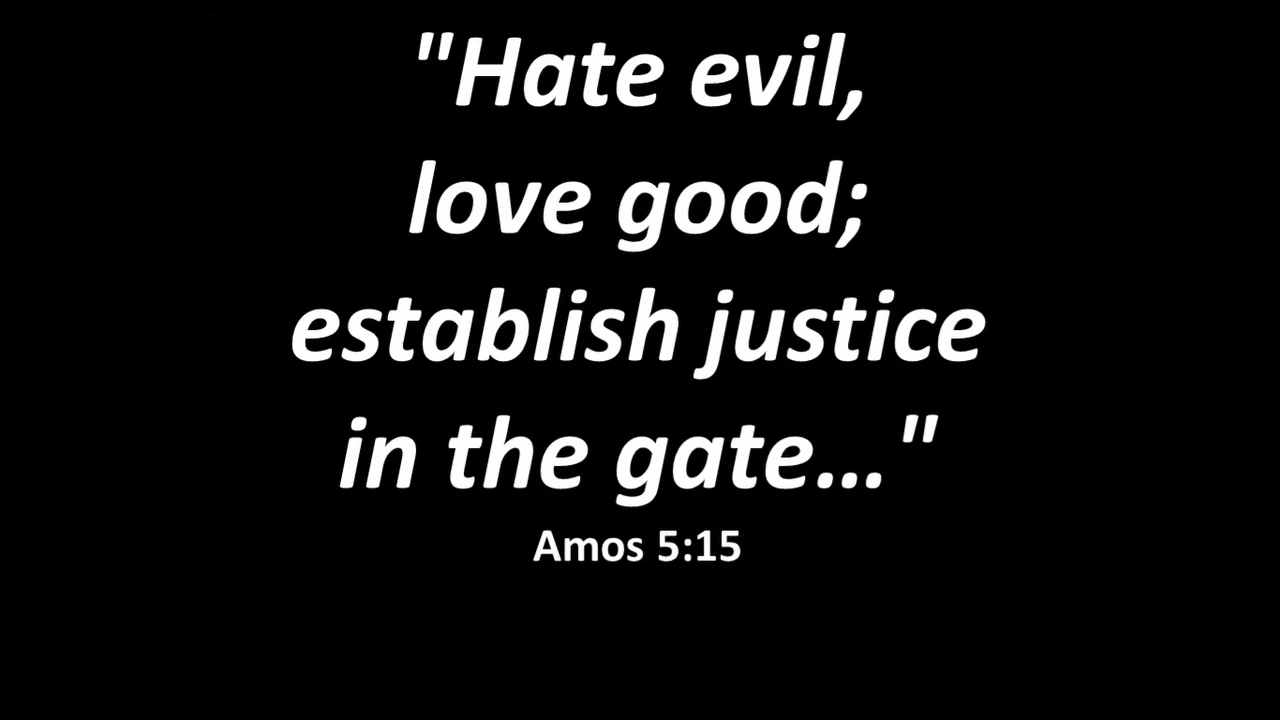 "Hate evil,
love good;
establish justice
in the gate…"
Amos 5:15